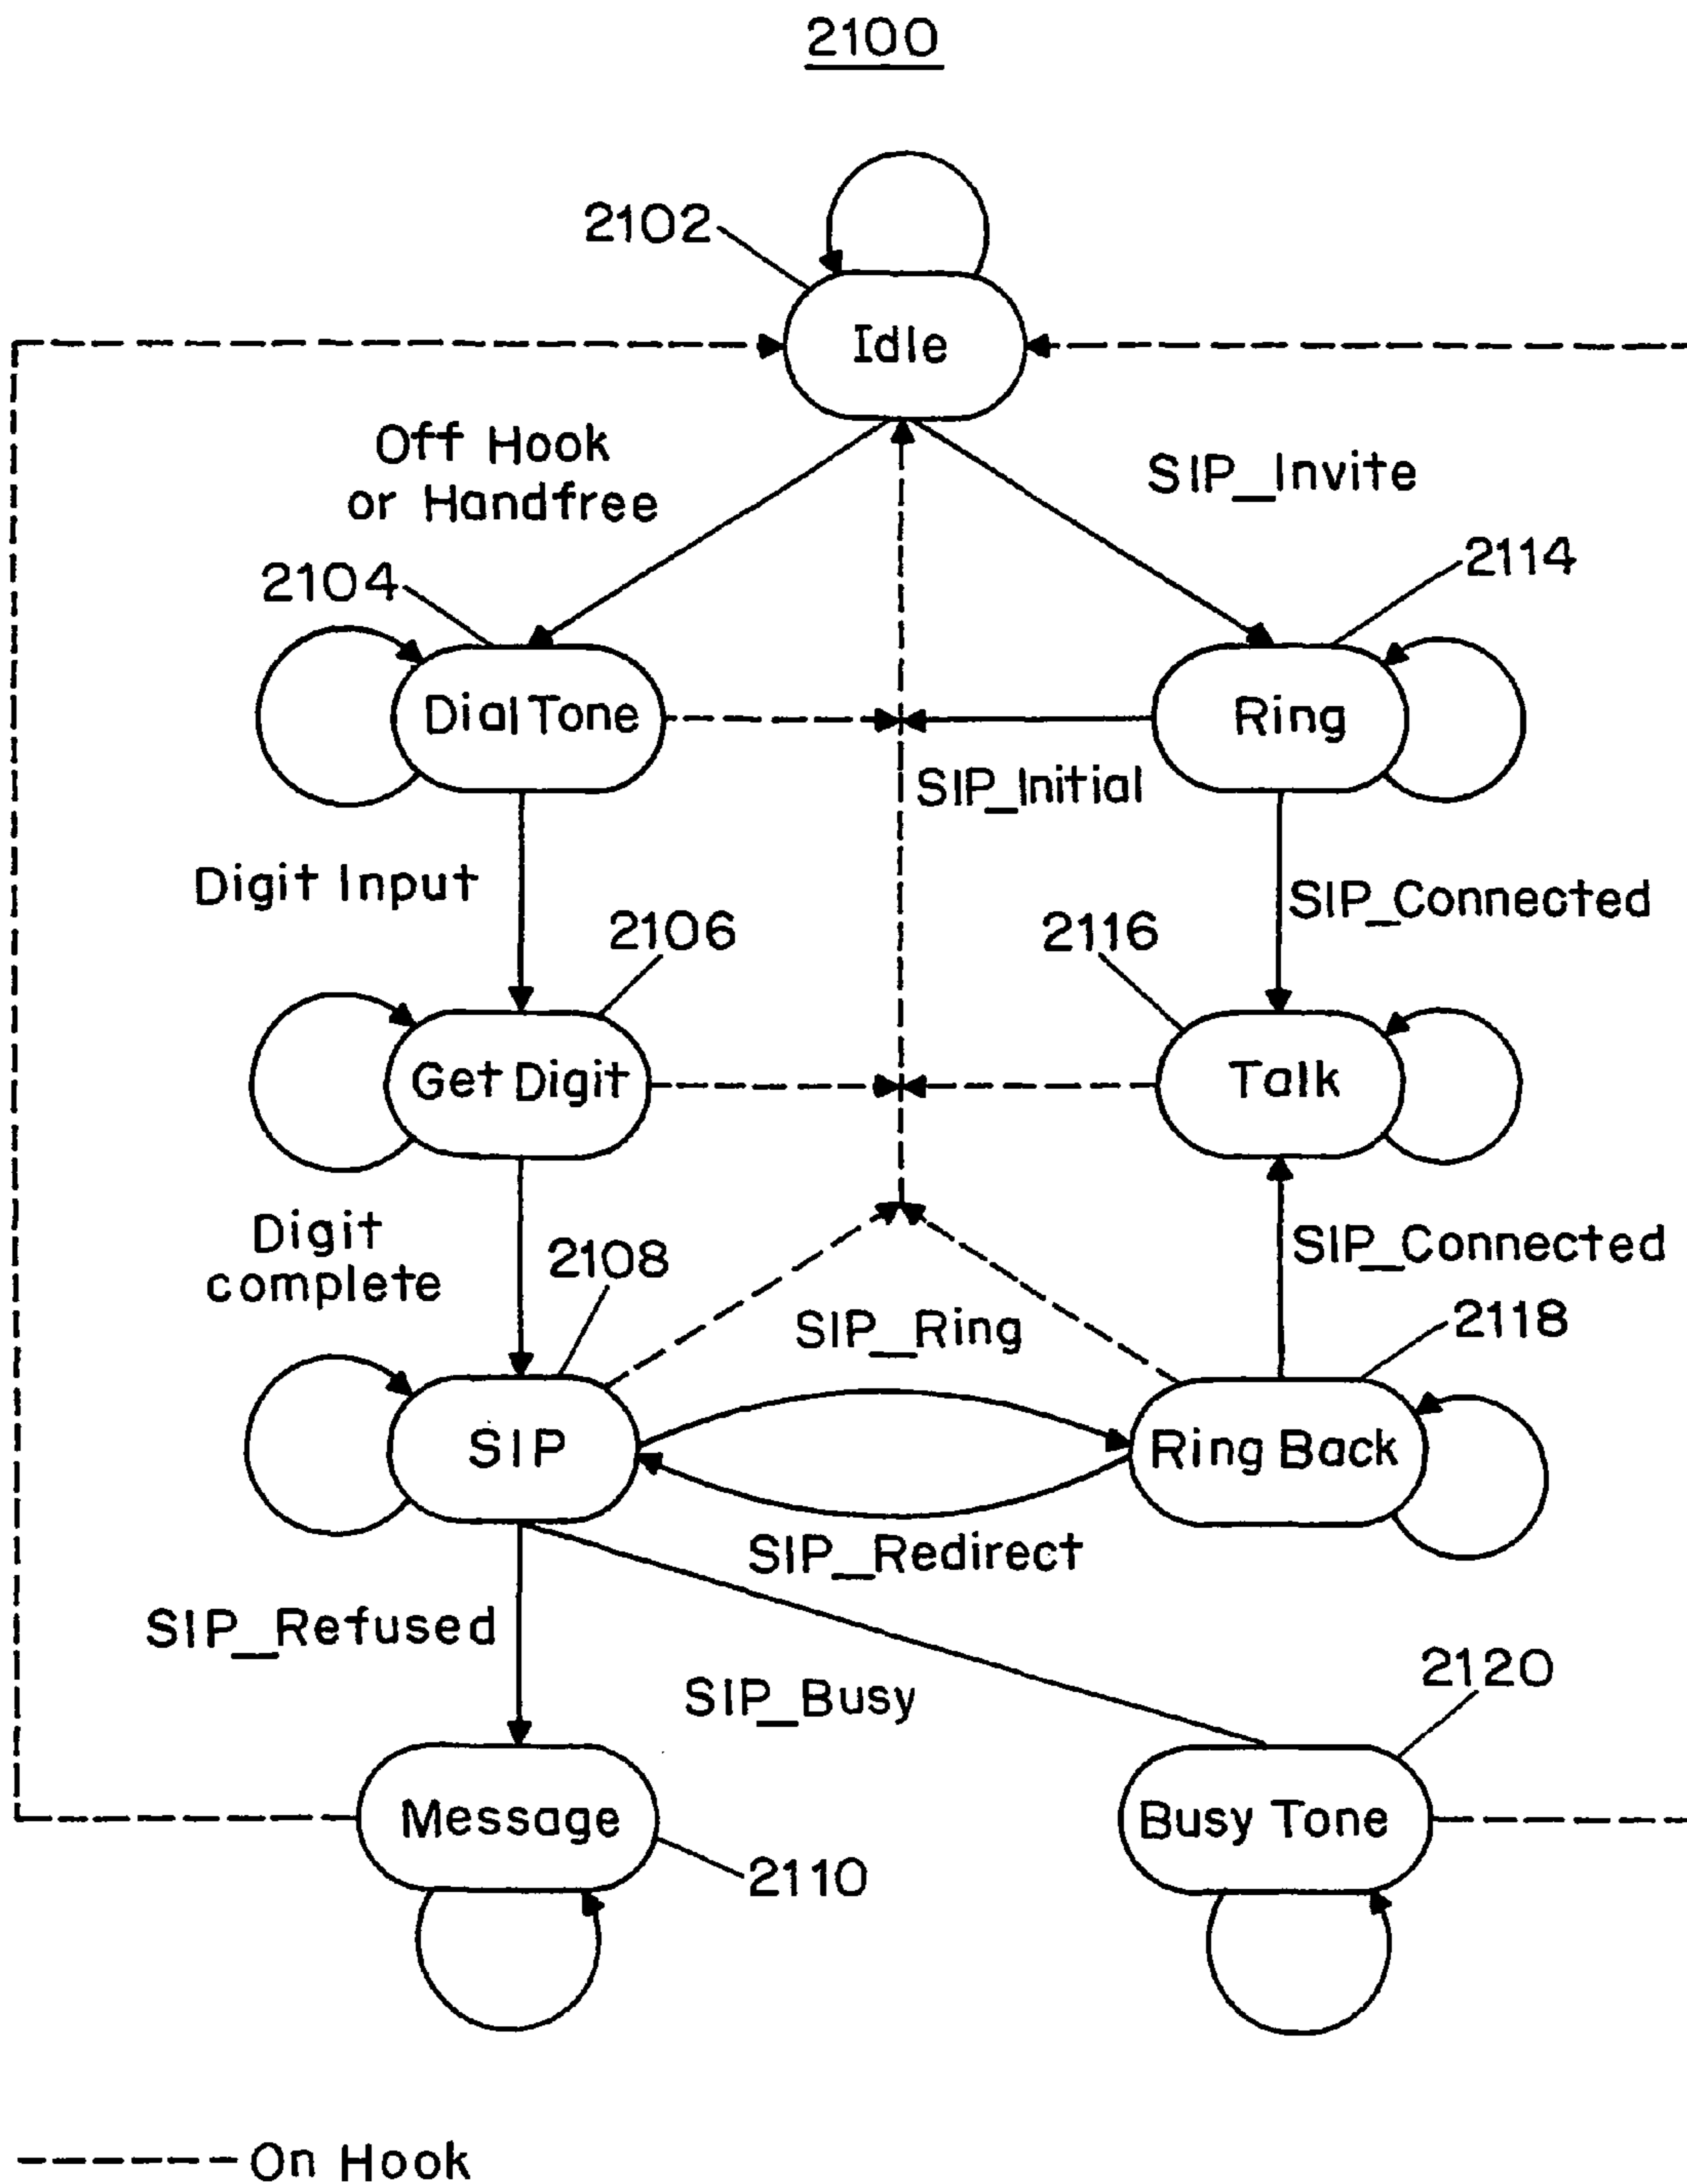 2100
2102
Idle
Off Hook
or Handfree
SIP_Invite
2104
2114
Dial Tone
Ring
SIP_Initial
Digit Input
SIP_Connected
2106
2116
Get Digit
Talk
Digit
complete
SIP_Connected
2108
2118
SIP_Ring
SIP
Ring Back
SIP_Redirect
SIP_Refused
SIP_Busy
2120
Message
Busy Tone
2110
On Hook